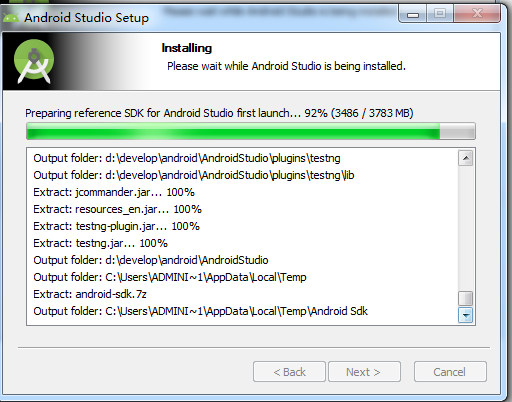 Android Studio Setup
Installing
Please wait while Android Studio is being installed.
Preparing reference SDK for Android Studio first launch... 92% (3486 / 3783 MB)
Output folder: d:\develop\android\AndroidStudio\plugins\testng
Output folder: d:\develop\android\AndroidStudio\plugins\testng\lib
Extract: jcommander.jar... 100%
Extract: resources_en.jar... 100%
Extract: testng-plugin.jar... 100%
Extract: testng.jar... 100%
Output folder: d:\develop\android\AndroidStudio
Output folder: C:\Users\ADMINI~1\AppData\Local\Temp
Extract: android-sdk.7z
Output folder: C:\Users\ADMINI~1\AppData\Local\Temp\Android Sdk
< Back
Next >
Cancel